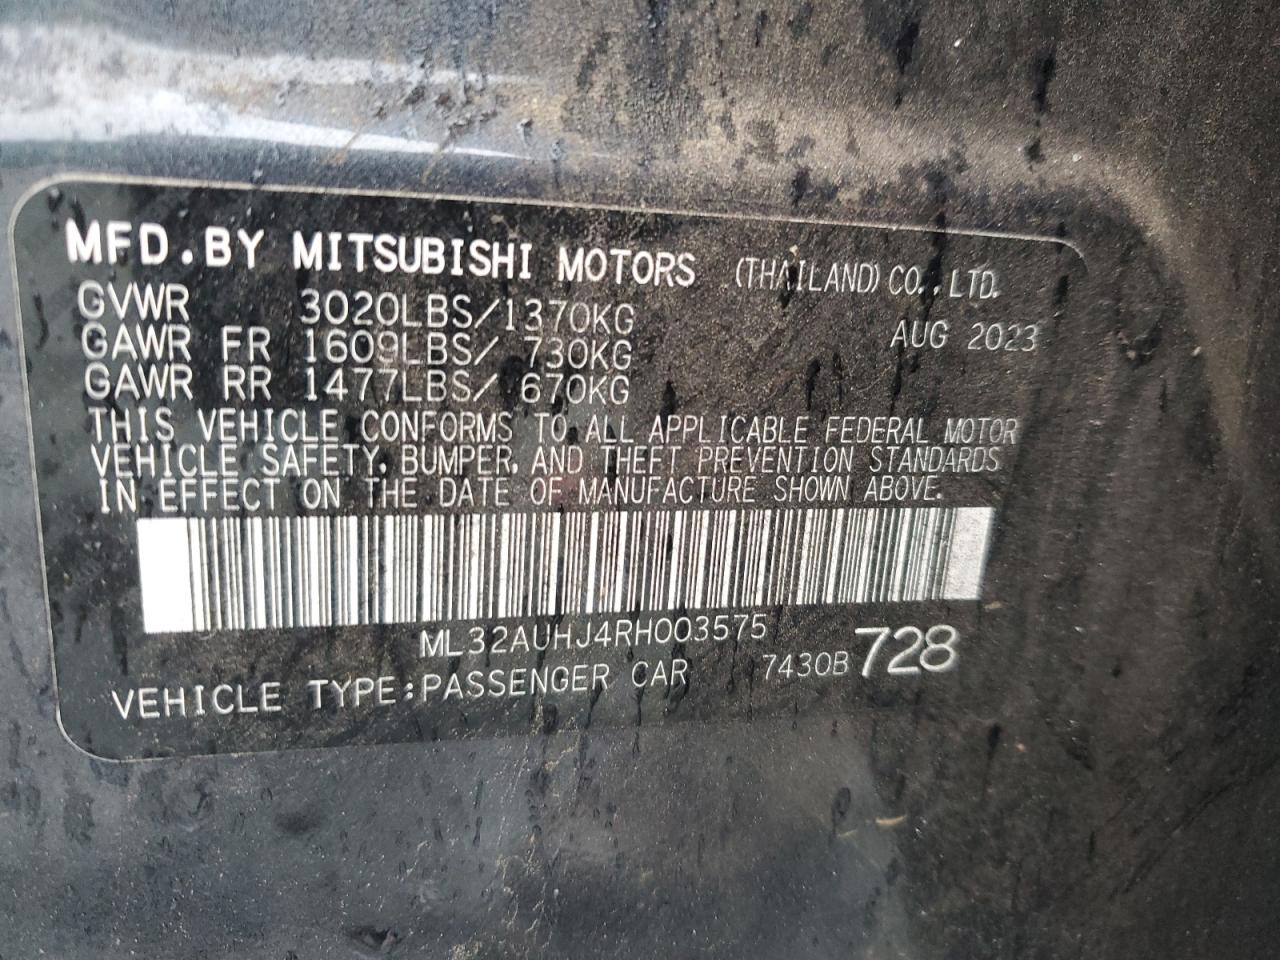 MFD.BY MITSUBISHI MOTORS (THAILAND) CO.,LTD.
GVWR 3020LBS/1370KG
AUG 2023
GAWR FR 1609LBS/ 730KG
GAWR RR 1477LBS/ 670KG
THIS VEHICLE CONFORMS TO ALL APPLICABLE FEDERAL MOTOR
VEHICLE SAFETY, BUMPER, AND THEFT PREVENTION STANDARDS
IN EFFECT ON THE DATE OF MANUFACTURE SHOWN ABOVE.
ML32AUHJ4RH003575
VEHICLE TYPE:PASSENGER CAR 7430B 728